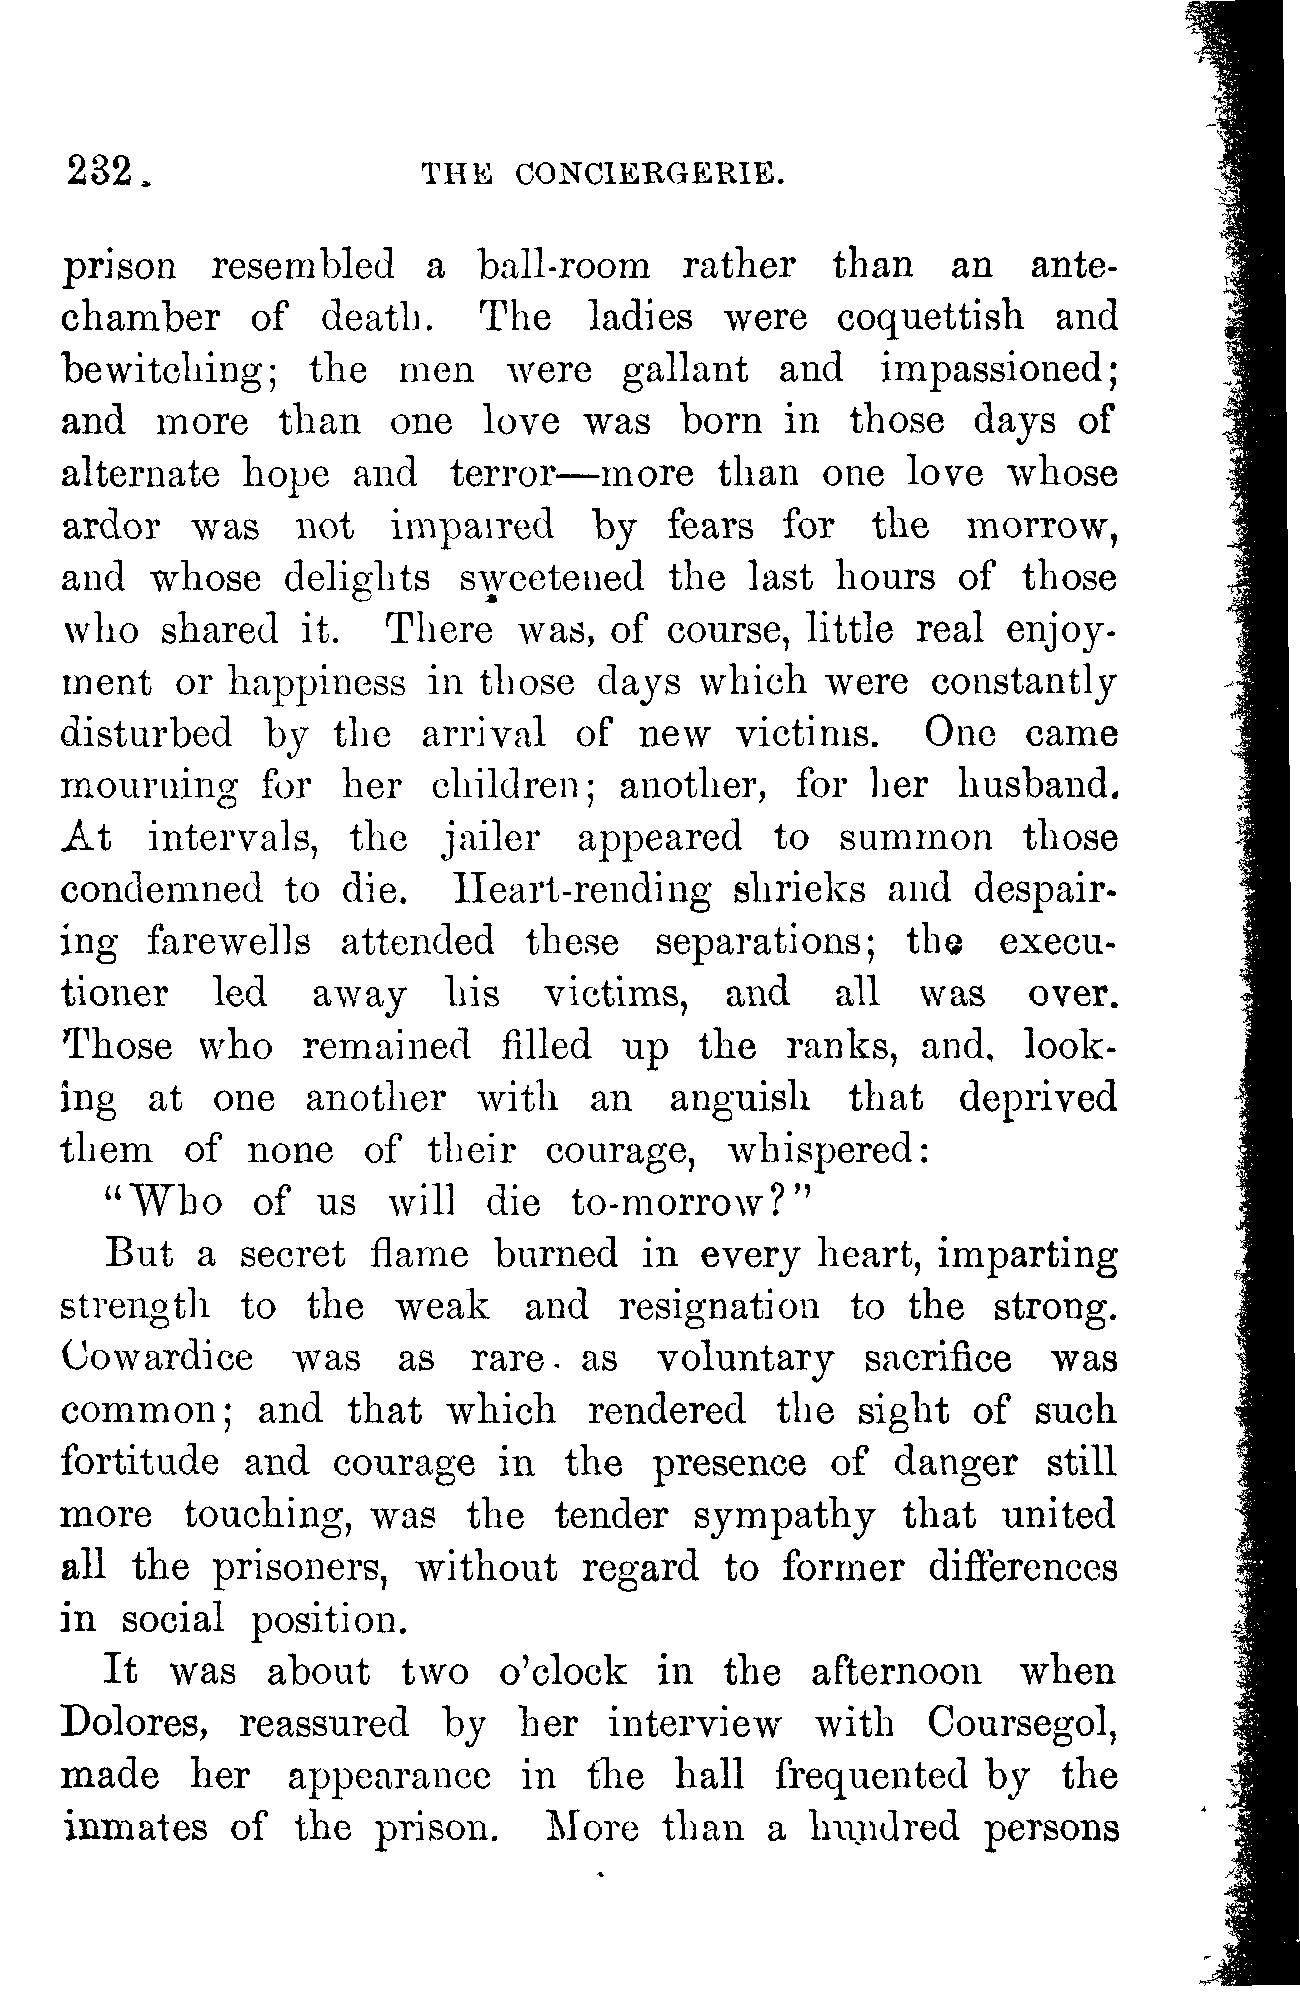 232. THE CONCIERGERIE.
prison resembled a ball-room rather than an ante-
chamber of death. The ladies were coquettish and
bewitching; the men were gallant and impassioned;
and more than one love was born in those days of
alternate hope and terror—more than one love whose
ardor was not impaired by fears for the morrow,
and whose delights sweetened the last hours of those
who shared it. There was, of course, little real enjoy-
ment or happiness in those days which were constantly
disturbed by the arrival of new victims. One came
mourning for her children; another, for her husband.
At intervals, the jailer appeared to summon those
condemned to die. Heart-rending shrieks and despair-
ing farewells attended these separations; the execu-
tioner led away his victims, and all was over.
Those who remained filled up the ranks, and, look-
ing at one another with an anguish that deprived
them of none of their courage, whispered:
"Who of us will die to-morrow?"
But a secret flame burned in every heart, imparting
strength to the weak and resignation to the strong.
Cowardice was as rare as voluntary sacrifice was
common; and that which rendered the sight of such
fortitude and courage in the presence of danger still
more touching, was the tender sympathy that united
all the prisoners, without regard to former differences
in social position.
It was about two o'clock in the afternoon when
Dolores, reassured by her interview with Coursegol,
made her appearance in the hall frequented by the
inmates of the prison. More than a hundred persons